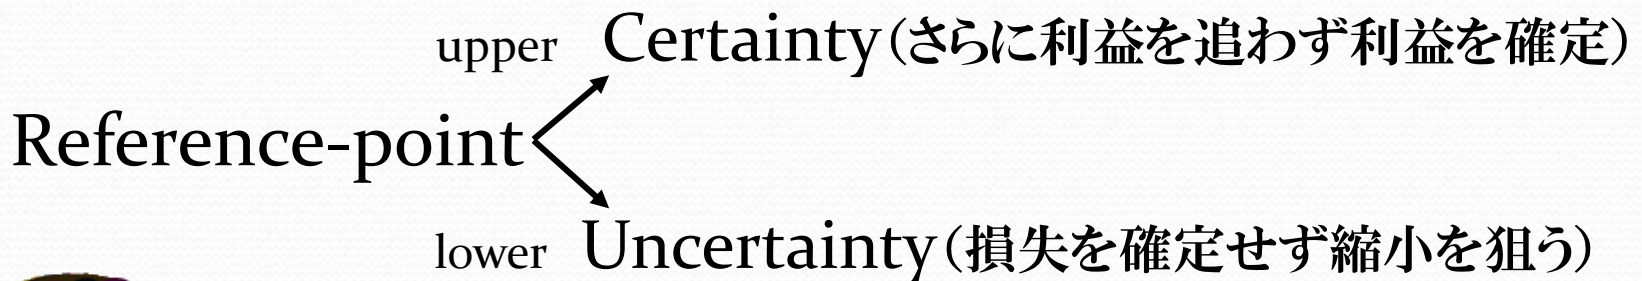 upper Certainty(さらに利益を追わず利益を確定)
Reference-point
lower Uncertainty(損失を確定せず縮小を狙う)